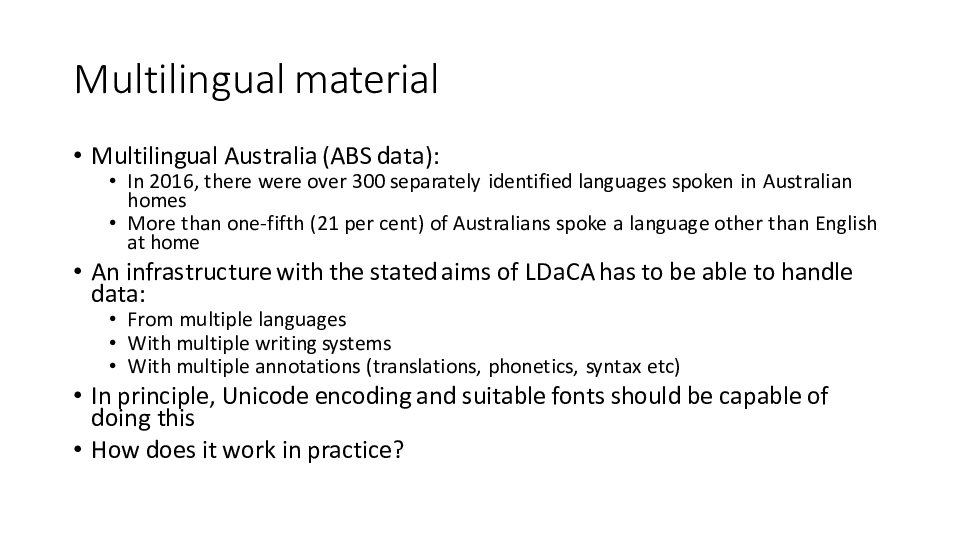 Multilingual material
• Multilingual Australia (ABS data):
• In 2016, there were over 300 separately identified languages spoken in Australian
homes
• More than one-fifth (21 per cent) of Australians spoke a language other than English
at home
• An infrastructure with the stated aims of LDaCA has to be able to handle
data:
• From multiple languages
• With multiple writing systems
• With multiple annotations (translations, phonetics, syntax etc)
• In principle, Unicode encoding and suitable fonts should be capable of
doing this
• How does it work in practice?